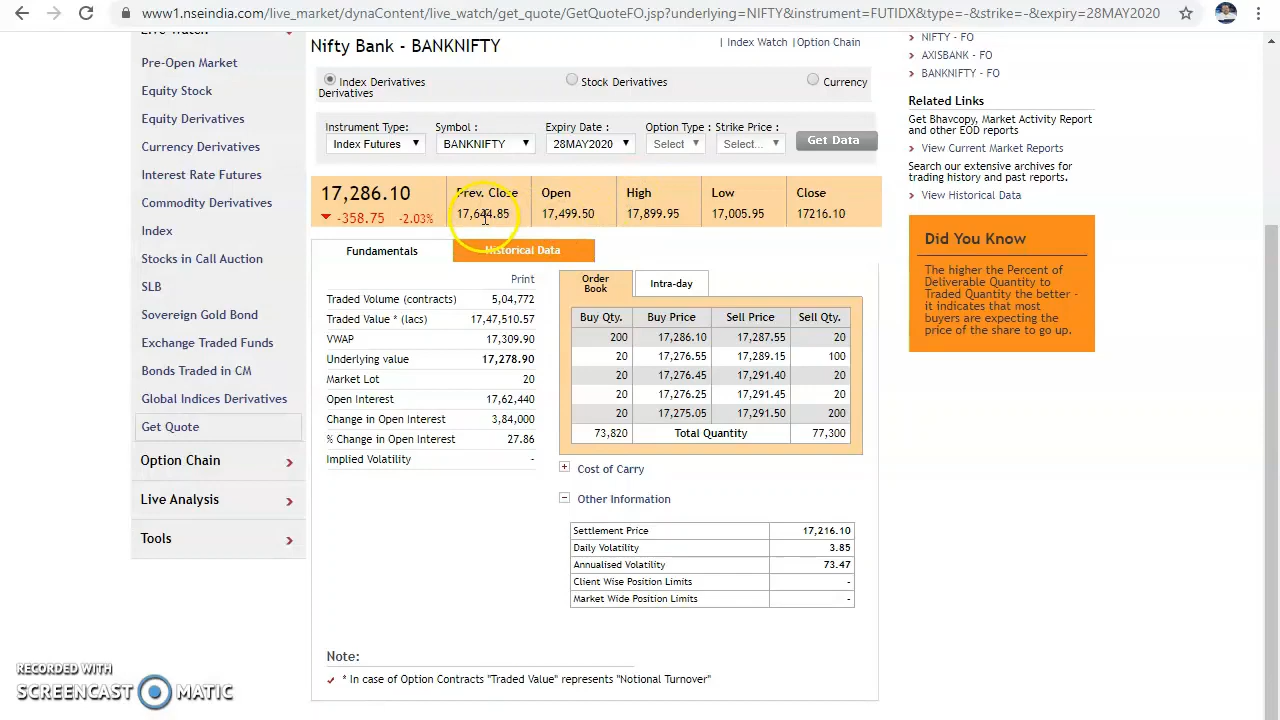 www1.nseindia.com/live_market/dynaContent/live_watch/get_quote/GetQuoteFO.jsp?underlying=NIFTY&instrument=FUTIDX&type=-&strike=-&expiry=28MAY2020
Live Watch
Pre-Open Market
Equity Stock
Equity Derivatives
Currency Derivatives
Interest Rate Futures
Commodity Derivatives
Index
Stocks in Call Auction
SLB
Sovereign Gold Bond
Exchange Traded Funds
Bonds Traded in CM
Global Indices Derivatives
Get Quote
Option Chain
Live Analysis
Tools
Nifty Bank - BANKNIFTY
| Index Watch |Option Chain
Index Derivatives Stock Derivatives Currency
Derivatives
Instrument Type: Symbol : Expiry Date : Option Type : Strike Price :
Index Futures BANKNIFTY 28MAY2020 Select Select... Get Data
17,286.10 Prev. Close Open High Low Close
-358.75 -2.03% 17,644.85 17,499.50 17,899.95 17,005.95 17216.10
Fundamentals Historical Data
Print
Traded Volume (contracts) 5,04,772
Traded Value * (lacs) 17,47,510.57
VWAP 17,309.90
Underlying value 17,278.90
Market Lot 20
Open Interest 17,62,440
Change in Open Interest 3,84,000
% Change in Open Interest 27.86
Implied Volatility -
Order Book Intra-day
Buy Qty. Buy Price Sell Price Sell Qty.
200 17,286.10 17,287.55 20
20 17,276.55 17,289.15 100
20 17,276.45 17,291.40 20
20 17,276.25 17,291.45 20
20 17,275.05 17,291.50 200
73,820 Total Quantity 77,300
Cost of Carry
Other Information
Settlement Price 17,216.10
Daily Volatility 3.85
Annualised Volatility 73.47
Client Wise Position Limits -
Market Wide Position Limits -
Note:
* In case of Option Contracts "Traded Value" represents "Notional Turnover"
NIFTY - FO
AXISBANK - FO
BANKNIFTY - FO
Related Links
Get Bhavcopy, Market Activity Report
and other EOD reports
View Current Market Reports
Search our extensive archives for
trading history and past reports.
View Historical Data
Did You Know
The higher the Percent of
Deliverable Quantity to
Traded Quantity the better -
it indicates that most
buyers are expecting the
price of the share to go up.
RECORDED WITH
SCREENCAST MATIC